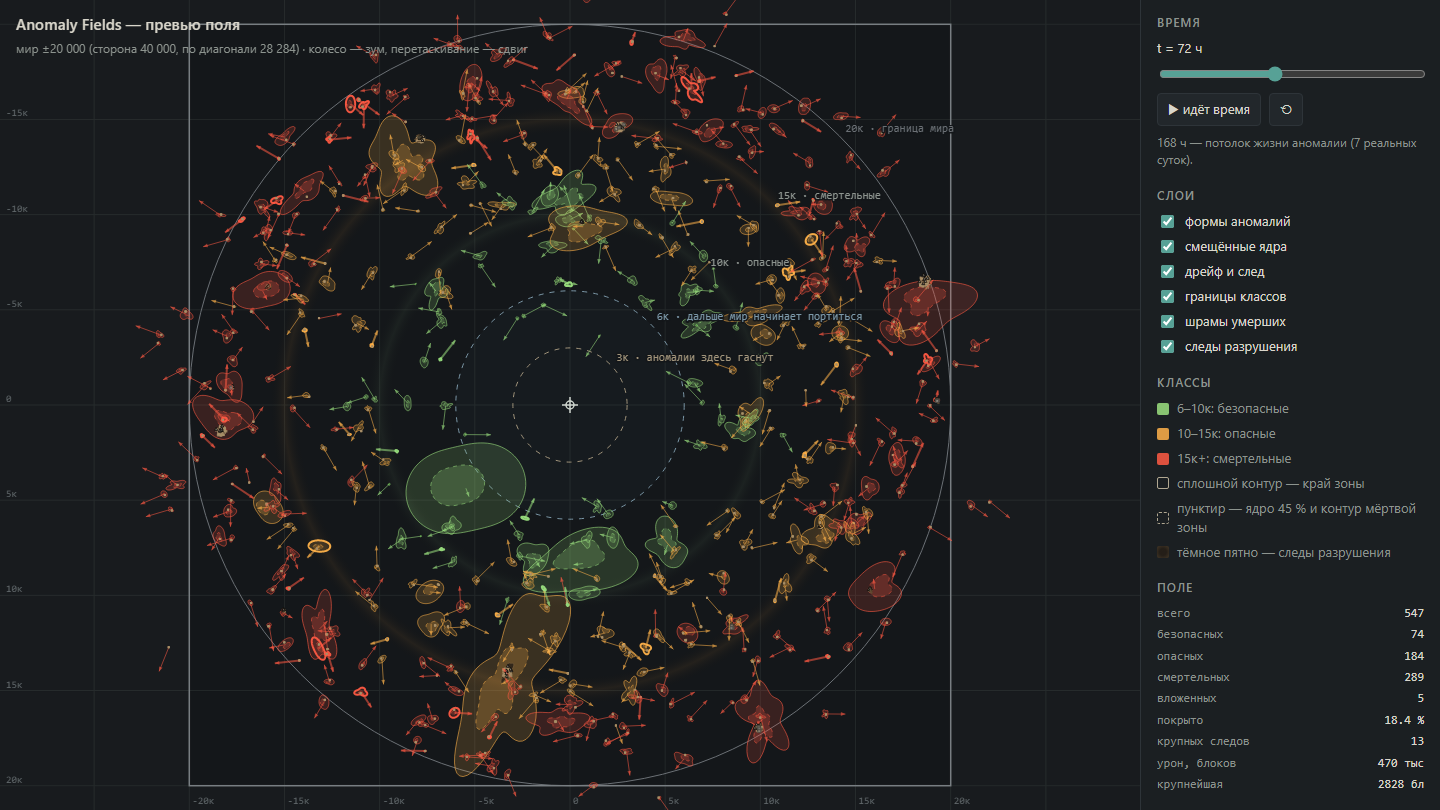 Anomaly Fields — превью поля
мир ±20 000 (сторона 40 000, по диагонали 28 284) · колесо — зум, перетаскивание — сдвиг
20к · граница мира
15к · смертельные
10к · опасные
6к · дальше мир начинает портиться
3к · аномалии здесь гаснут
-15к
-10к
-5к
0
5к
10к
15к
20к
-20к
-15к
-10к
-5к
0
5к
10к
15к
20к
ВРЕМЯ
t = 72 ч
▶ идёт время
⟲
168 ч — потолок жизни аномалии (7 реальных
суток).
СЛОИ
формы аномалий
смещённые ядра
дрейф и след
границы классов
шрамы умерших
следы разрушения
КЛАССЫ
6–10к: безопасные
10–15к: опасные
15к+: смертельные
сплошной контур — край зоны
пунктир — ядро 45 % и контур мёртвой
зоны
тёмное пятно — следы разрушения
ПОЛЕ
всего 547
безопасных 74
опасных 184
смертельных 289
вложенных 5
покрыто 18.4 %
крупных следов 13
урон, блоков 470 тыс
крупнейшая 2828 бл